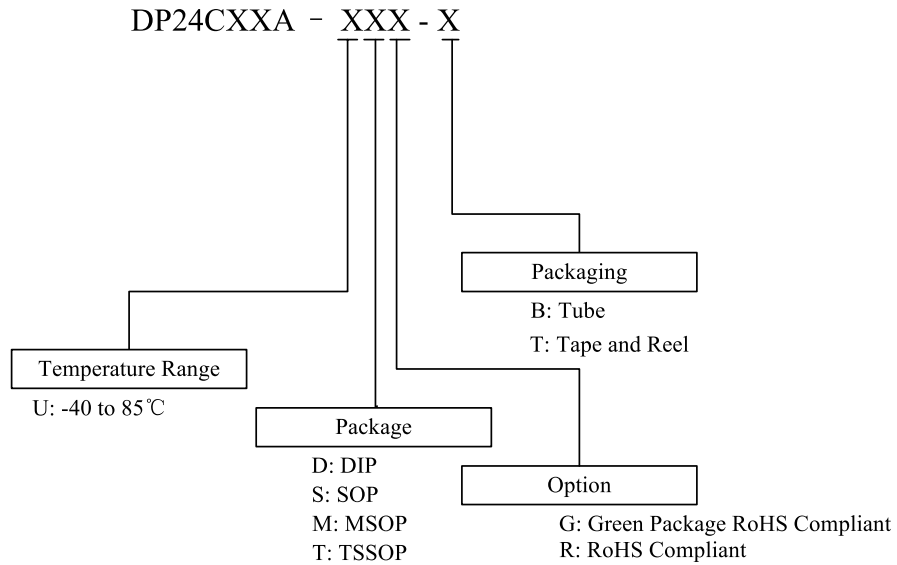 DP24CXXA - XXX - X
Packaging
B: Tube
T: Tape and Reel
Temperature Range
U: -40 to 85℃
Package
D: DIP
S: SOP
M: MSOP
T: TSSOP
Option
G: Green Package RoHS Compliant
R: RoHS Compliant